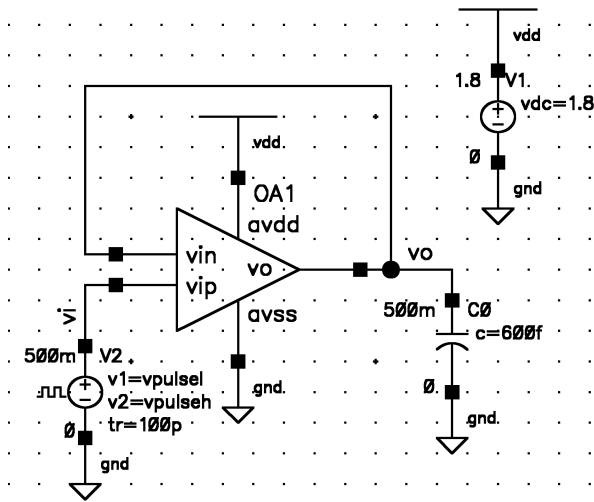 vdd
1.8 V1
vdc=1.8
0
gnd
vdd
OA1
avdd
vin
vo
vip
avss
gnd
vo
500m C0
c=600f
0
gnd
vi
500m V2
v1=vpulsel
v2=vpulseh
tr=100p
0
gnd